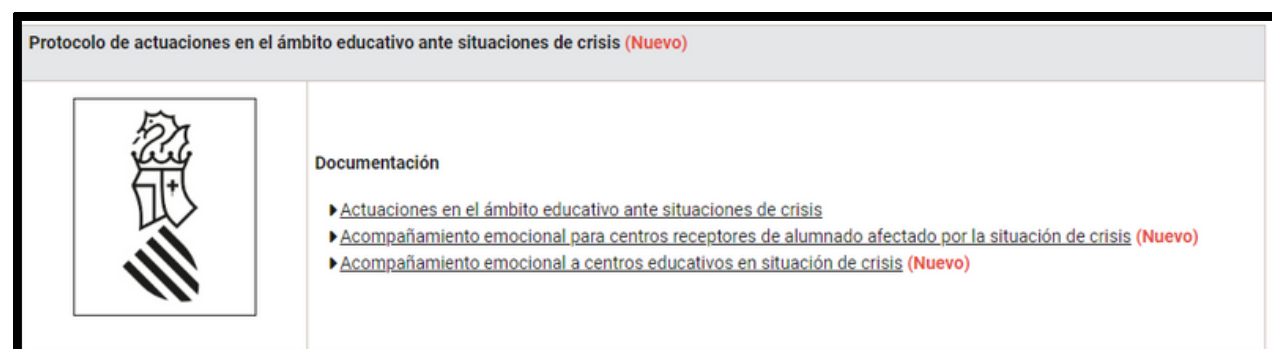 Protocolo de actuaciones en el ámbito educativo ante situaciones de crisis (Nuevo)
Documentación
Actuaciones en el ámbito educativo ante situaciones de crisis
Acompañamiento emocional para centros receptores de alumnado afectado por la situación de crisis (Nuevo)
Acompañamiento emocional a centros educativos en situación de crisis (Nuevo)